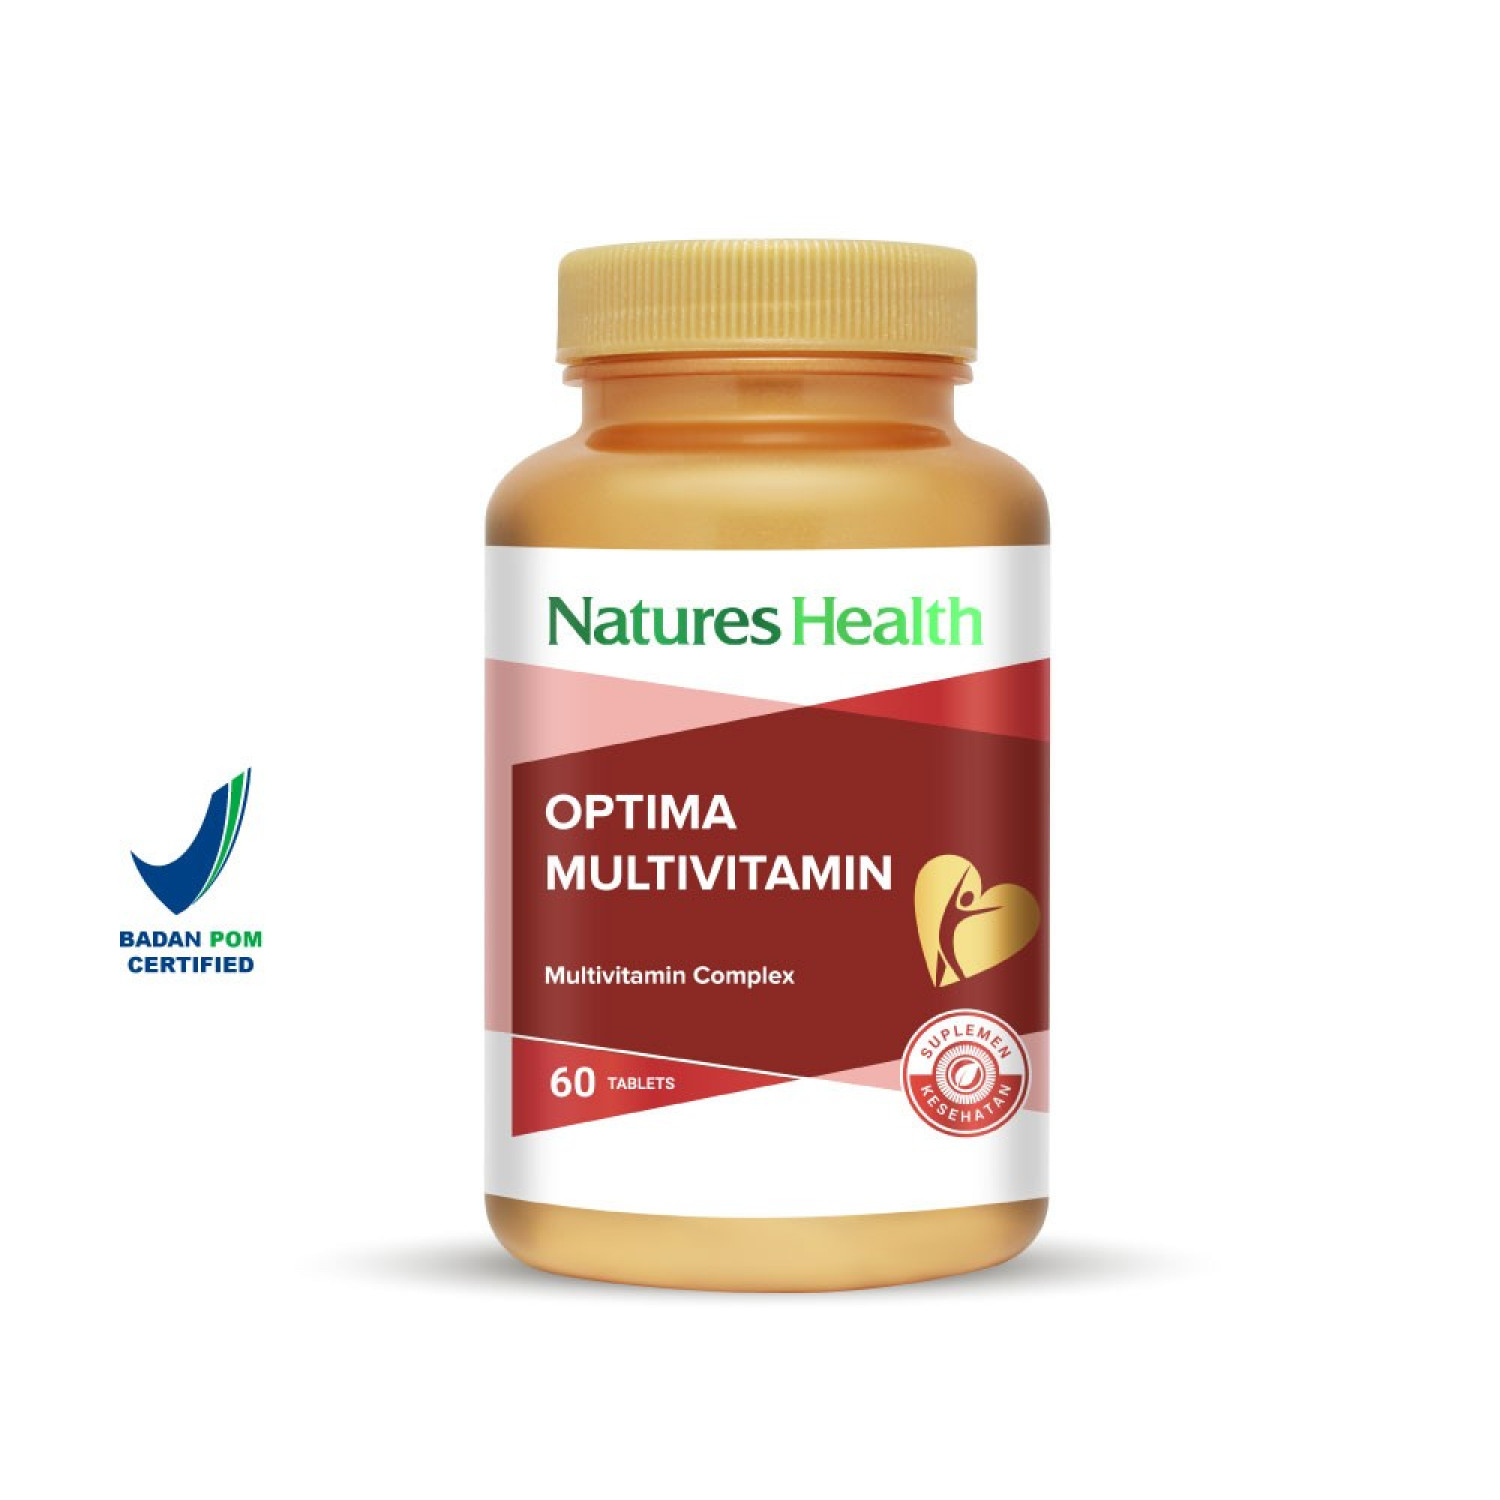 Natures Health
OPTIMA
MULTIVITAMIN
Multivitamin Complex
60 TABLETS
SUPLEMEN
KESEHATAN
BADAN POM
CERTIFIED